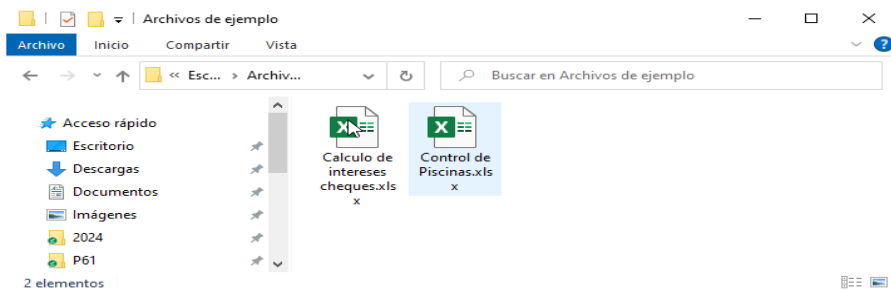 Archivos de ejemplo
Archivo Inicio Compartir Vista
« Esc... › Archiv... Buscar en Archivos de ejemplo
Acceso rápido
Escritorio
Descargas
Documentos
Imágenes
2024
P61
Calculo de
intereses
cheques.xls
x
Control de
Piscinas.xls
x
2 elementos